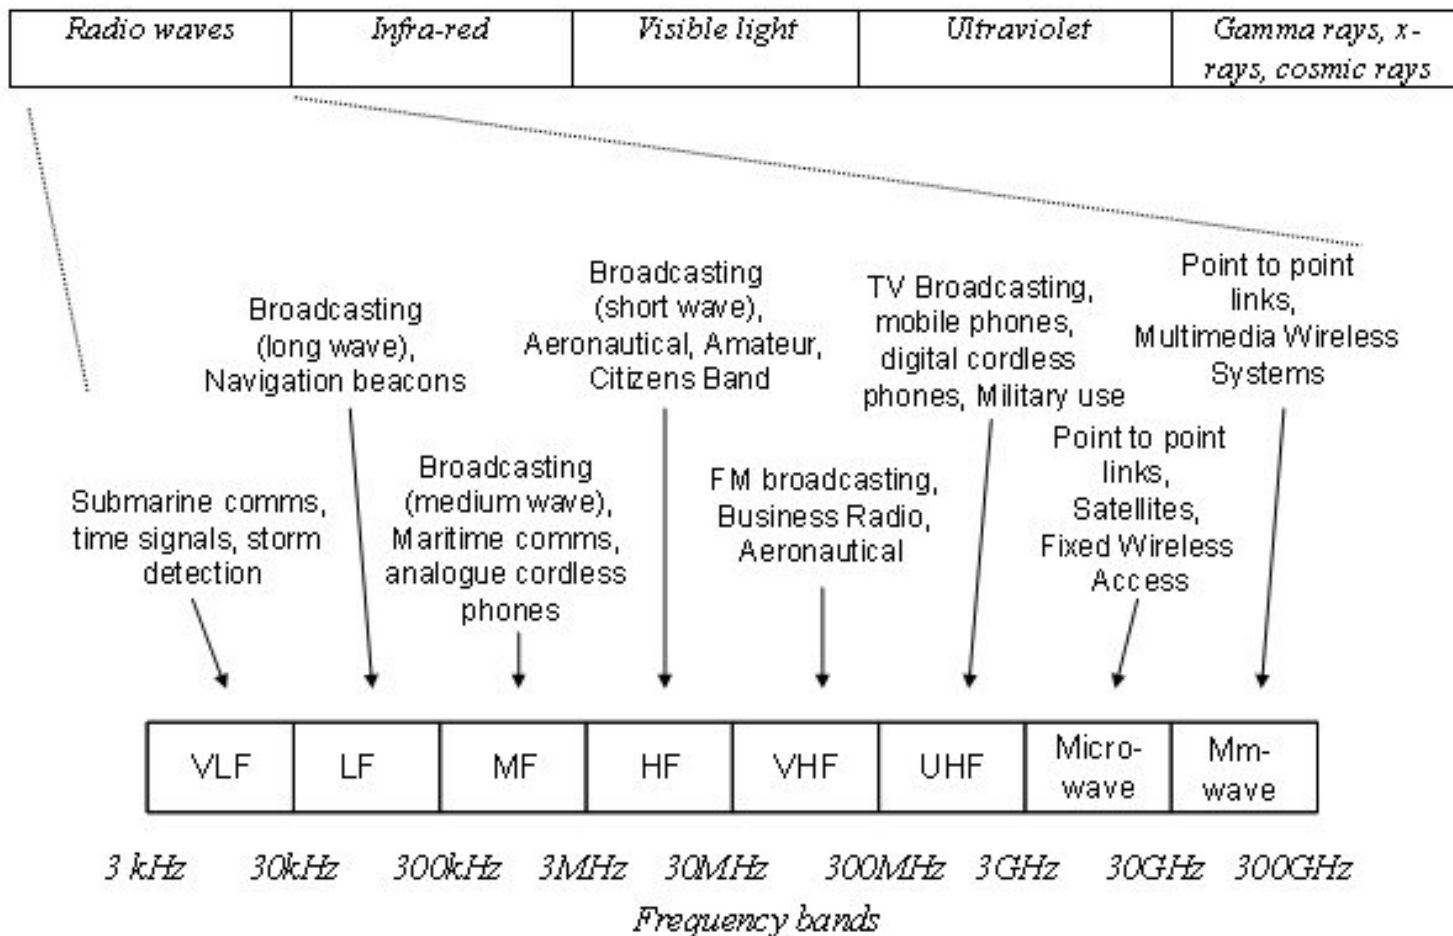 Radio waves
Infra-red
Visible light
Ultraviolet
Gamma rays, x-
rays, cosmic rays
Submarine comms,
time signals, storm
detection
Broadcasting
(long wave),
Navigation beacons
Broadcasting
(medium wave),
Maritime comms,
analogue cordless
phones
Broadcasting
(short wave),
Aeronautical, Amateur,
Citizens Band
FM broadcasting,
Business Radio,
Aeronautical
TV Broadcasting,
mobile phones,
digital cordless
phones, Military use
Point to point
links,
Satellites,
Fixed Wireless
Access
Point to point
links,
Multimedia Wireless
Systems
VLF
LF
MF
HF
VHF
UHF
Micro-
wave
Mm-
wave
3 kHz
30kHz
300kHz
3MHz
30MHz
300MHz
3GHz
30GHz
300GHz
Frequency bands